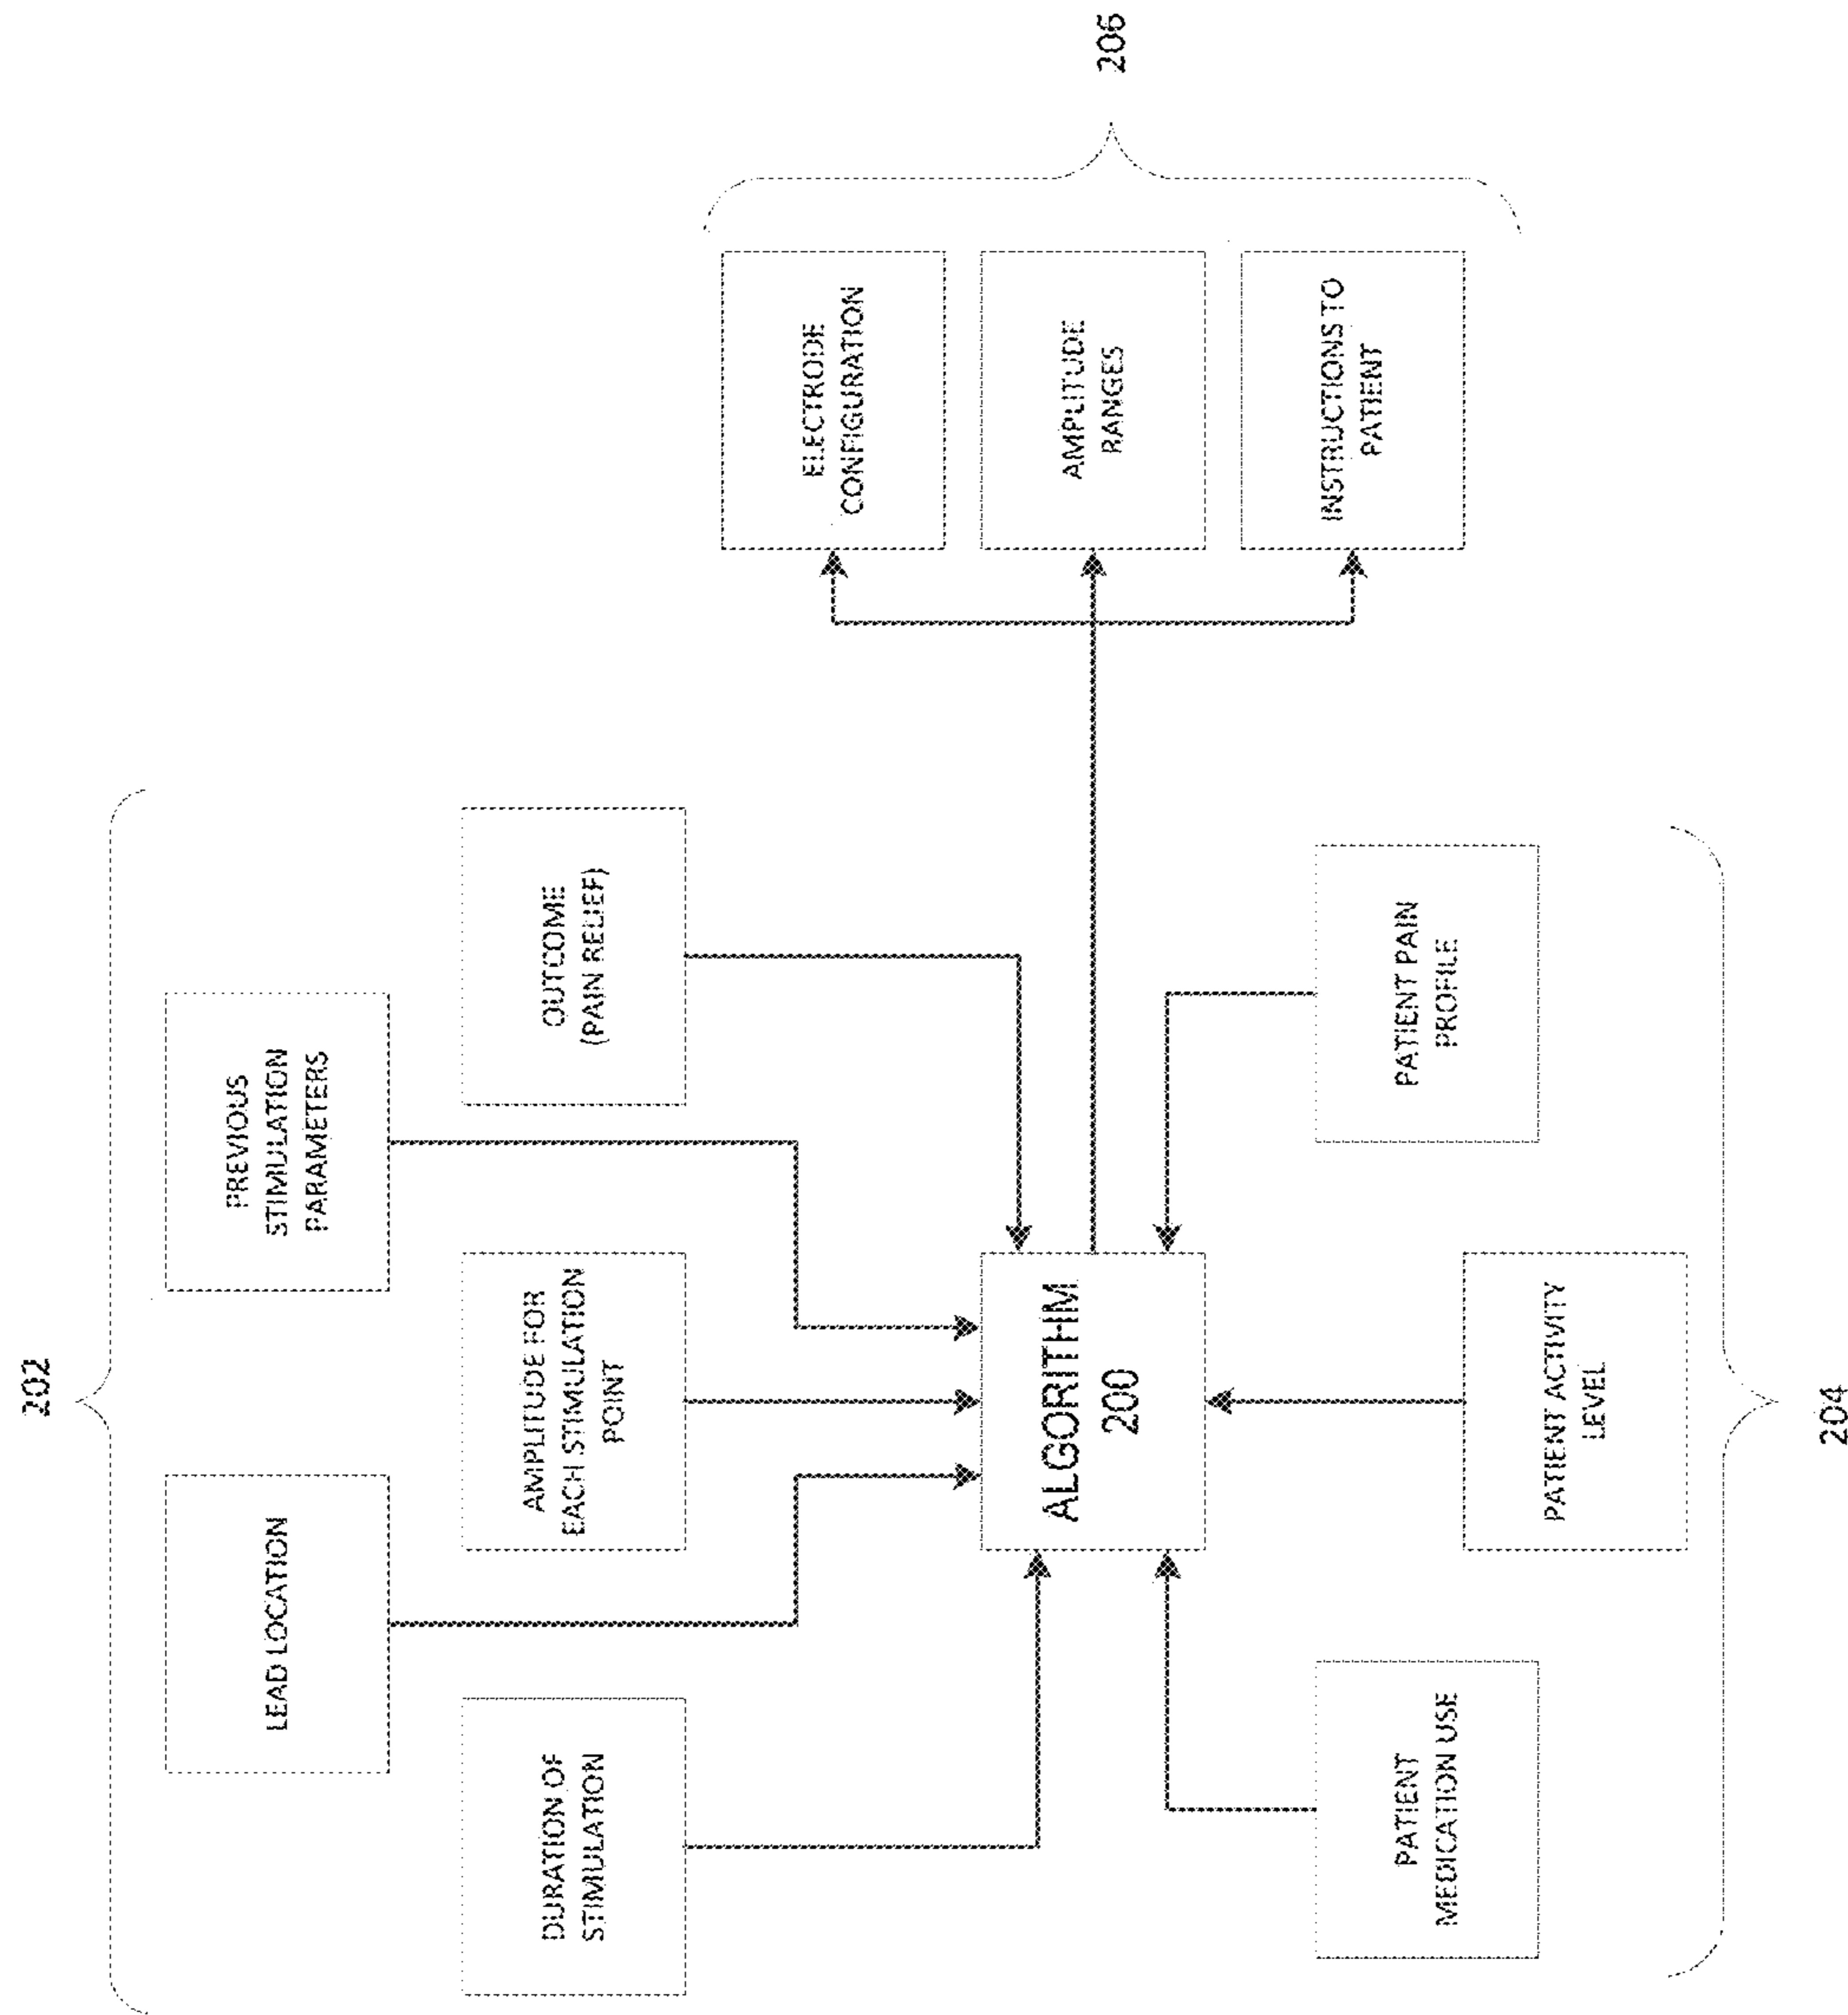 202
LEAD LOCATION
PREVIOUS
STIMULATION
PARAMETERS
DURATION OF
STIMULATION
AMPLITUDE FOR
EACH STIMULATION
POINT
OUTCOME
(PAIN RELIEF)
ALGORITHM
200
PATIENT
MEDICATION USE
PATIENT ACTIVITY
LEVEL
PATIENT PAIN
PROFILE
204
ELECTRODE
CONFIGURATION
AMPLITUDE
RANGES
INSTRUCTIONS TO
PATIENT
206